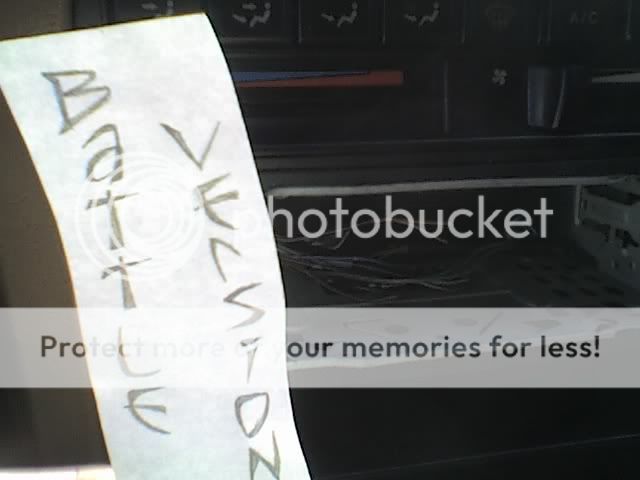 Battle
VERSION
A/C
photobucket
Protect more of your memories for less!